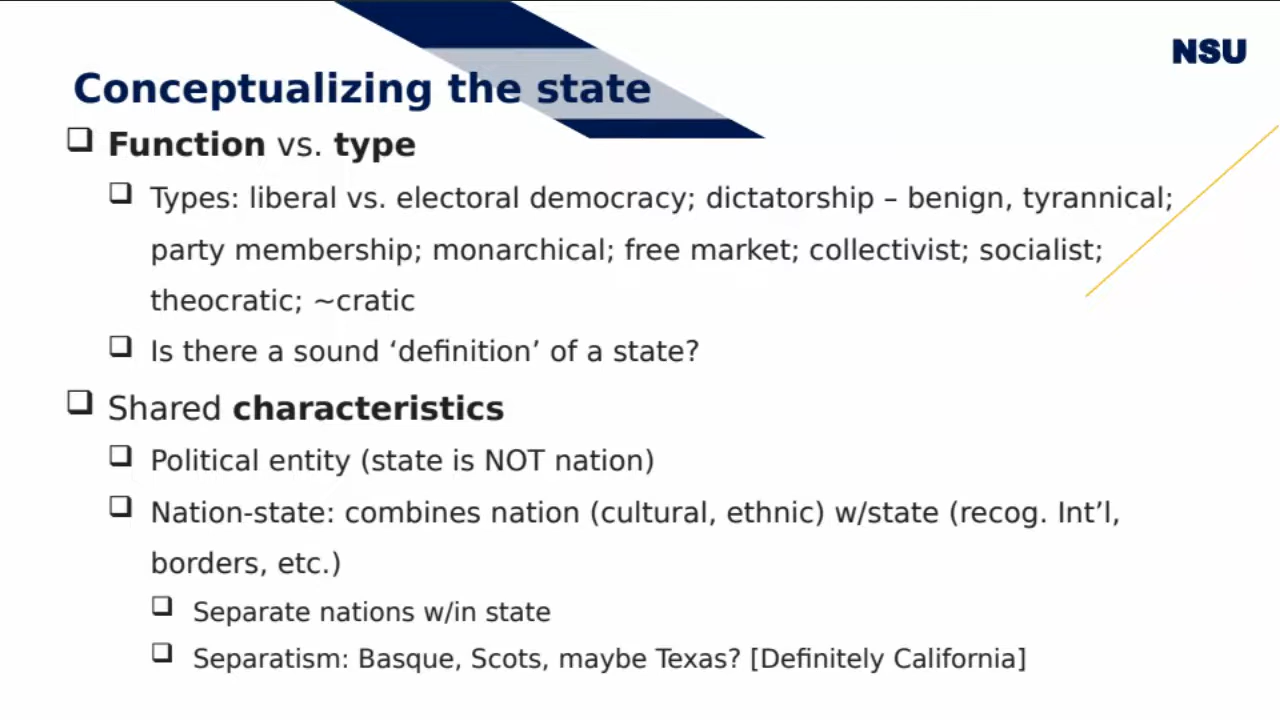 NSU
Conceptualizing the state
❑ Function vs. type
❑ Types: liberal vs. electoral democracy; dictatorship – benign, tyrannical;
party membership; monarchical; free market; collectivist; socialist;
theocratic; ~cratic
❑ Is there a sound ‘definition’ of a state?
❑ Shared characteristics
❑ Political entity (state is NOT nation)
❑ Nation-state: combines nation (cultural, ethnic) w/state (recog. Int’l,
borders, etc.)
❑ Separate nations w/in state
❑ Separatism: Basque, Scots, maybe Texas? [Definitely California]